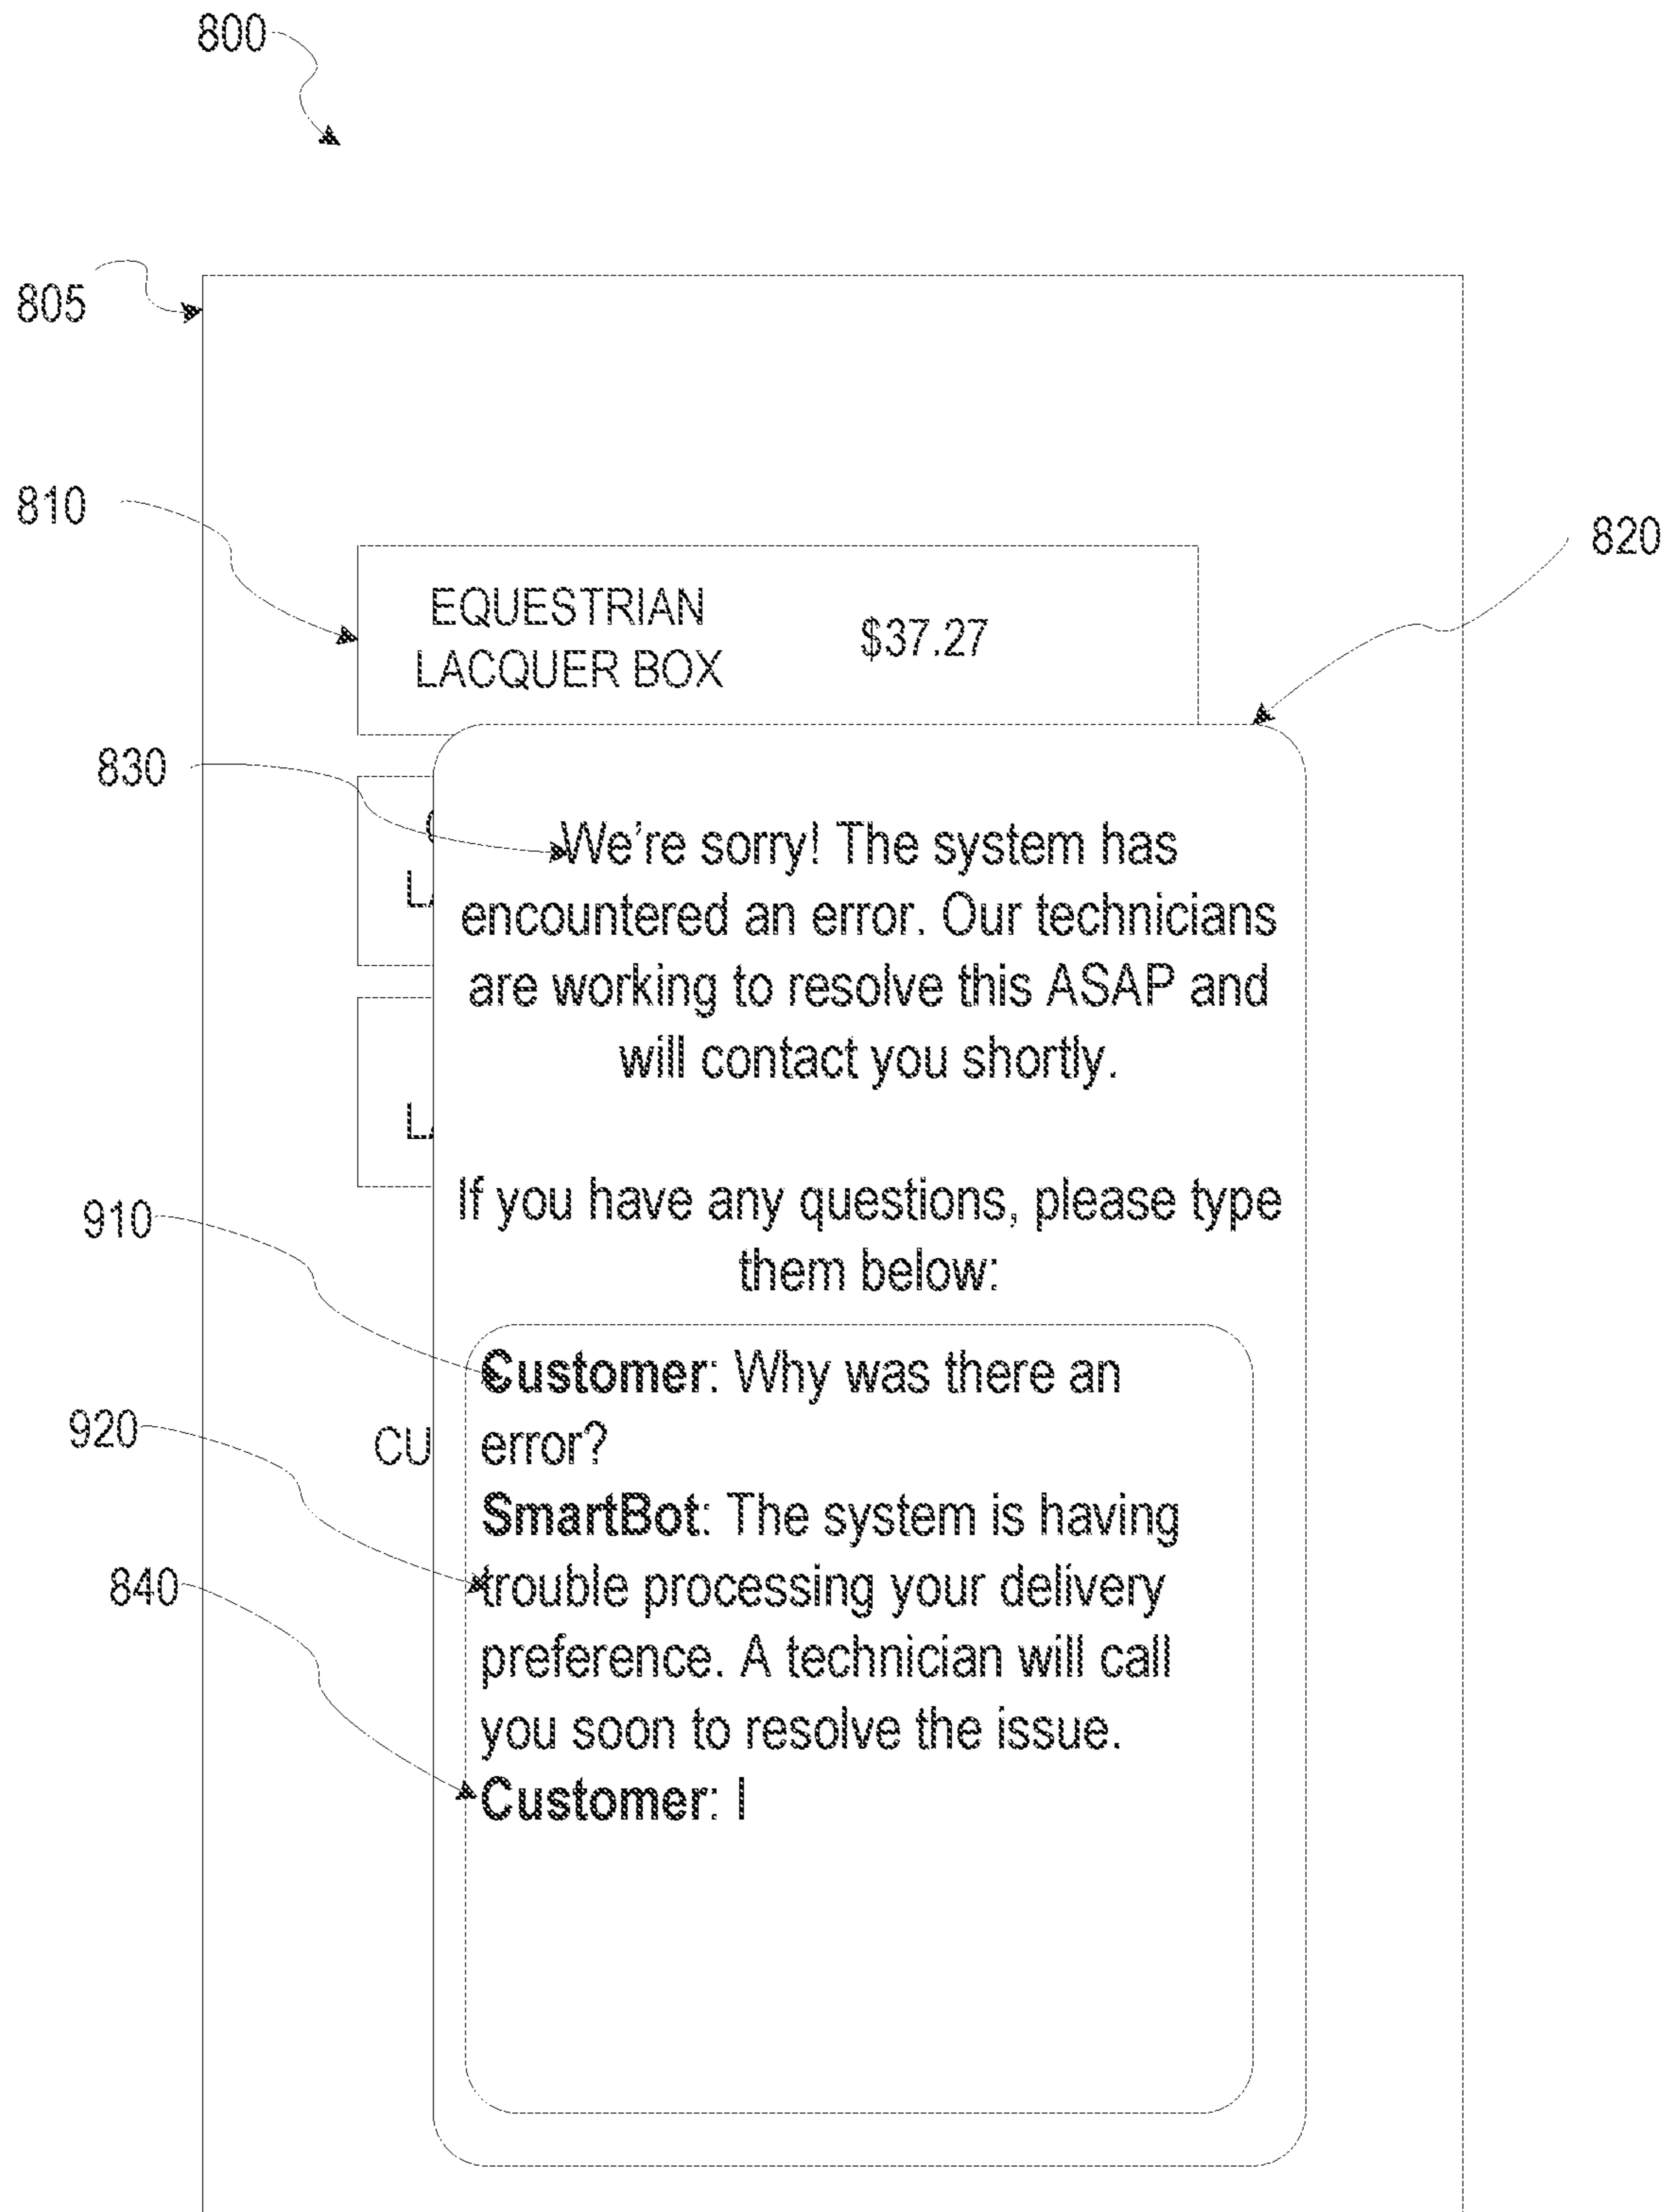 800
805
810
820
EQUESTRIAN
LACQUER BOX
$37.27
830
We're sorry! The system has
encountered an error. Our technicians
are working to resolve this ASAP and
will contact you shortly.
If you have any questions, please type
them below:
910
Customer: Why was there an
error?
920
CU
SmartBot: The system is having
trouble processing your delivery
preference. A technician will call
you soon to resolve the issue.
840
Customer: I